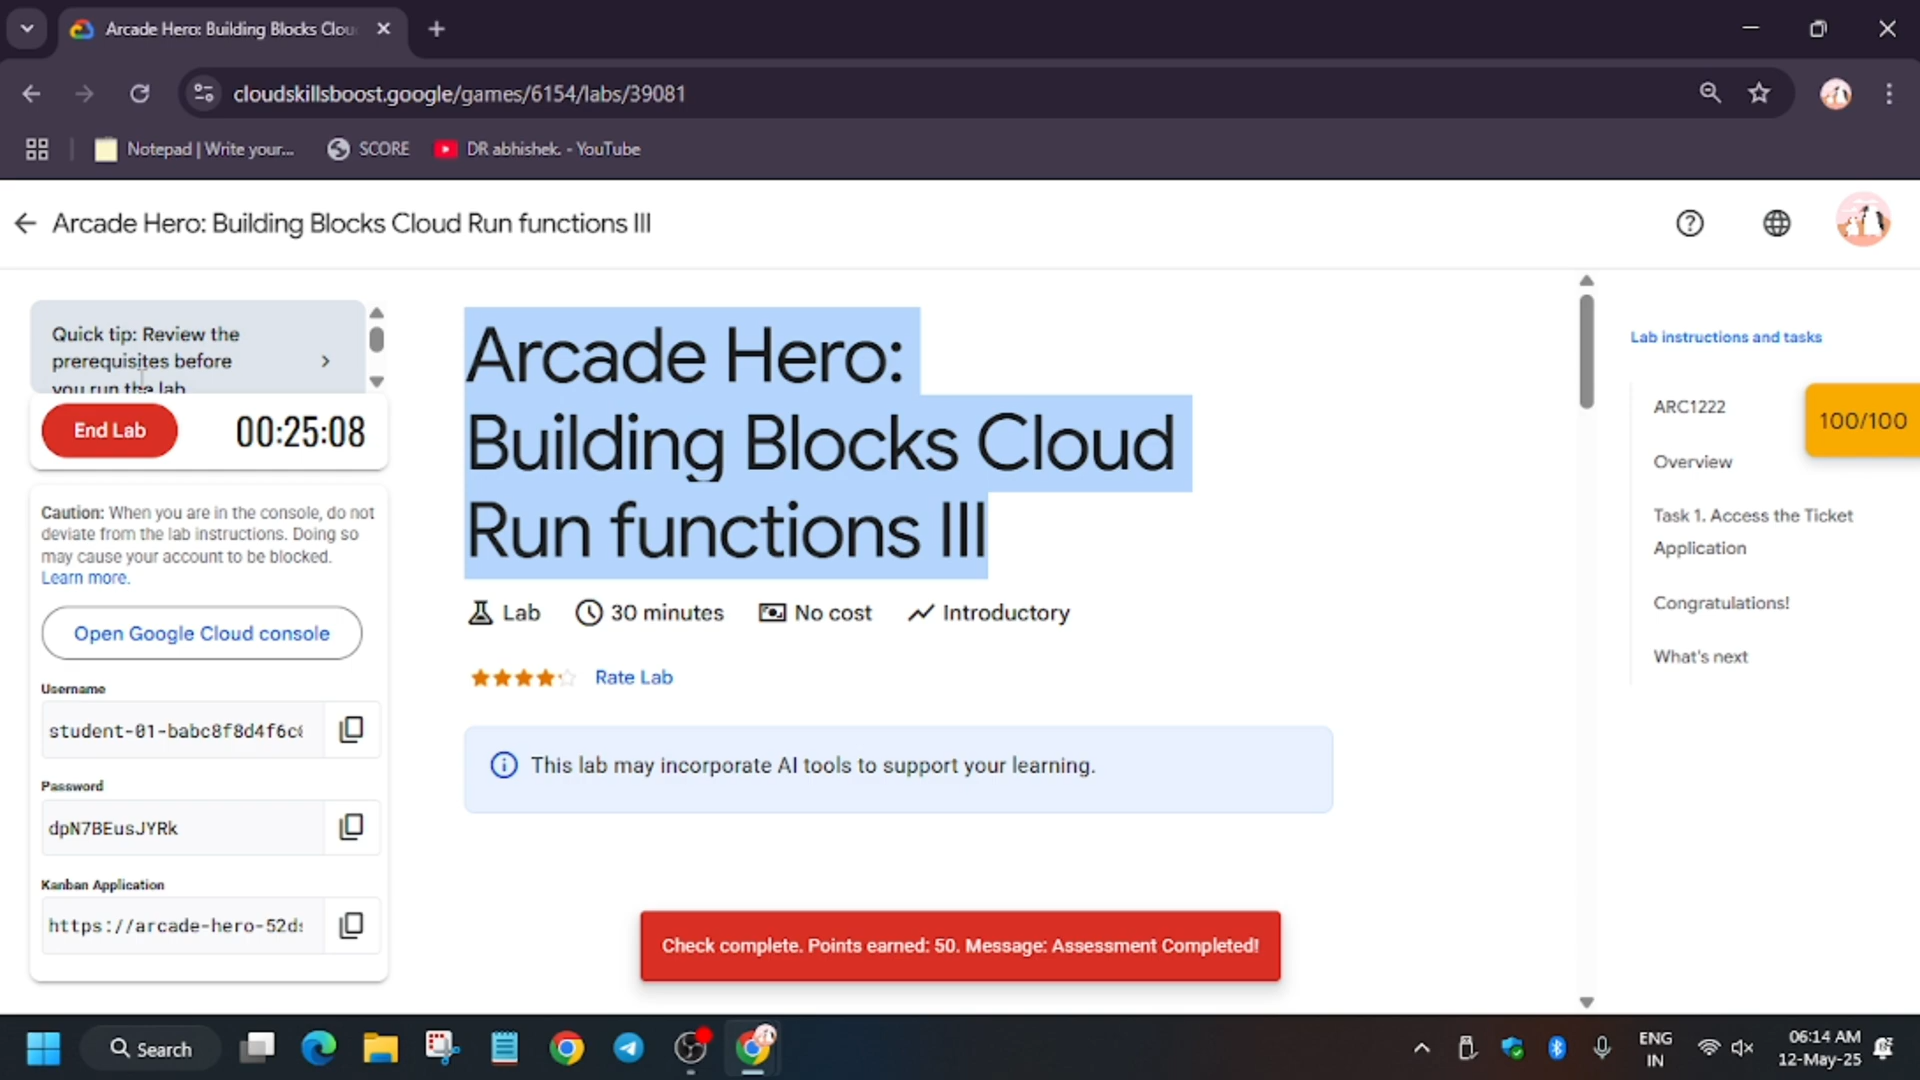 Arcade Hero: Building Blocks Clou
cloudskillsboost.google/games/6154/labs/39081
Notepad | Write your...
SCORE
DR abhishek. - YouTube
Arcade Hero: Building Blocks Cloud Run functions III
Quick tip: Review the
prerequisites before
you run the lab
End Lab
00:25:08
Caution: When you are in the console, do not
deviate from the lab instructions. Doing so
may cause your account to be blocked.
Learn more.
Open Google Cloud console
Username
student-01-babc8f8d4f6c
Password
dpN7BEusJYRk
Kanban Application
https://arcade-hero-52d
Arcade Hero:
Building Blocks Cloud
Run functions III
Lab
30 minutes
No cost
Introductory
Rate Lab
This lab may incorporate AI tools to support your learning.
Check complete. Points earned: 50. Message: Assessment Completed!
Lab instructions and tasks
ARC1222
100/100
Overview
Task 1. Access the Ticket
Application
Congratulations!
What's next
Search
ENG
IN
06:14 AM
12-May-25